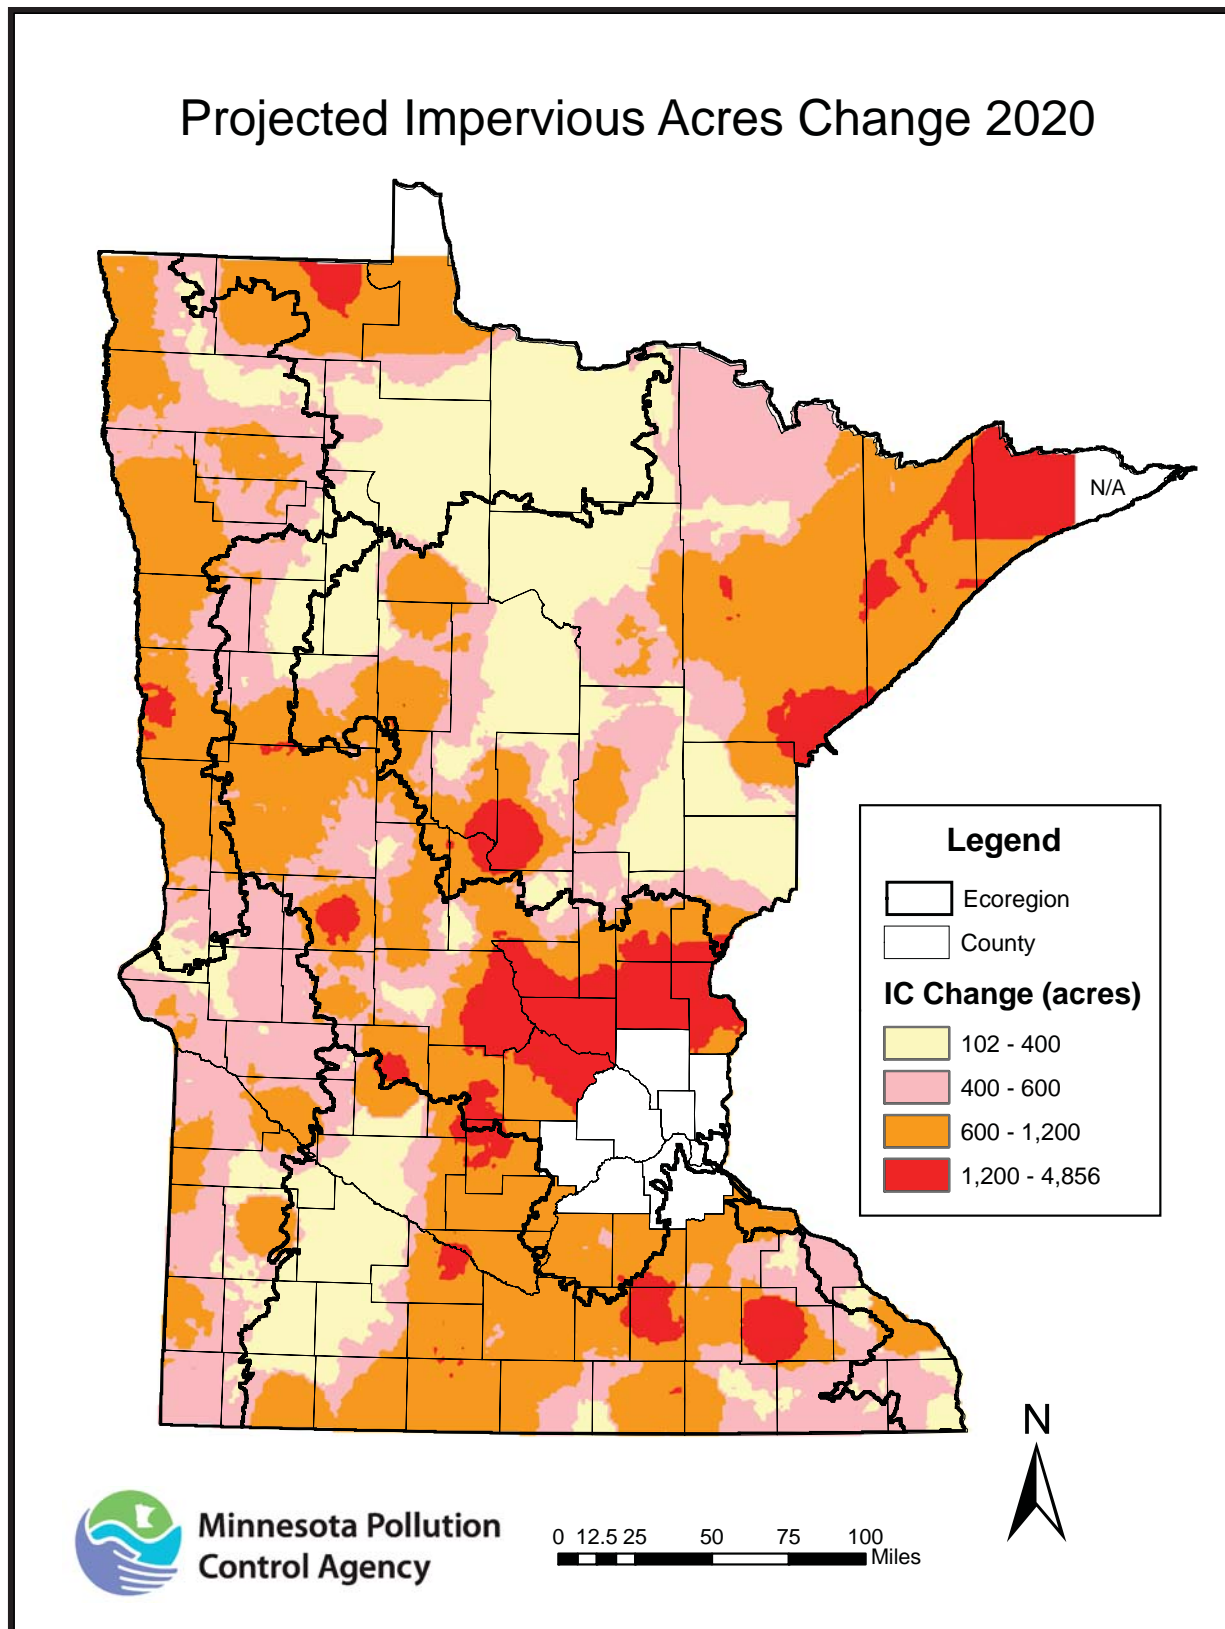 Projected Impervious Acres Change 2020
N/A
Legend
Ecoregion
County
IC Change (acres)
102 - 400
400 - 600
600 - 1,200
1,200 - 4,856
N
Minnesota Pollution
Control Agency
0 12.5 25 50 75 100
Miles